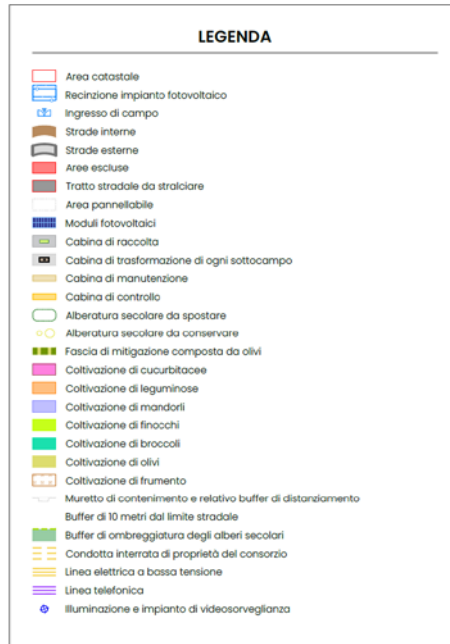 LEGENDA
Area catastale
Recinzione impianto fotovoltaico
Ingresso di campo
Strade interne
Strade esterne
Aree escluse
Tratto stradale da stralciare
Area pannellabile
Moduli fotovoltaici
Cabina di raccolta
Cabina di trasformazione di ogni sottocampo
Cabina di manutenzione
Cabina di controllo
Alberatura secolare da spostare
Alberatura secolare da conservare
Fascia di mitigazione composta da olivi
Coltivazione di cucurbitacee
Coltivazione di leguminose
Coltivazione di mandorli
Coltivazione di finocchi
Coltivazione di broccoli
Coltivazione di olivi
Coltivazione di frumento
Muretto di contenimento e relativo buffer di distanziamento
Buffer di 10 metri dal limite stradale
Buffer di ombreggiatura degli alberi secolari
Condotta interrata di proprietà del consorzio
Linea elettrica a bassa tensione
Linea telefonica
Illuminazione e impianto di videosorveglianza